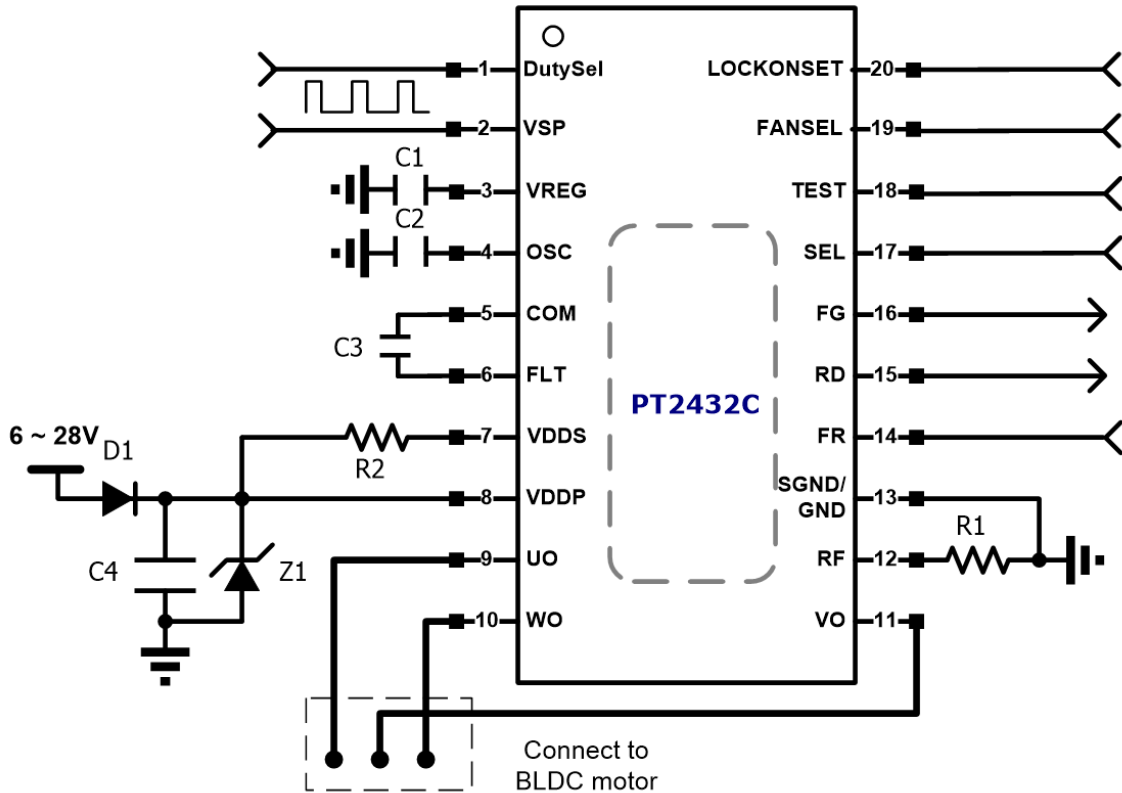 1 DutySel
2 VSP
C1
3 VREG
C2
4 OSC
5 COM
C3
6 FLT
7 VDDS
R2
6 ~ 28V
D1
8 VDDP
9 UO
C4
Z1
10 WO
PT2432C
LOCKONSET 20
FANSEL 19
TEST 18
SEL 17
FG 16
RD 15
FR 14
SGND/
GND
13
R1
RF 12
VO 11
Connect to
BLDC motor